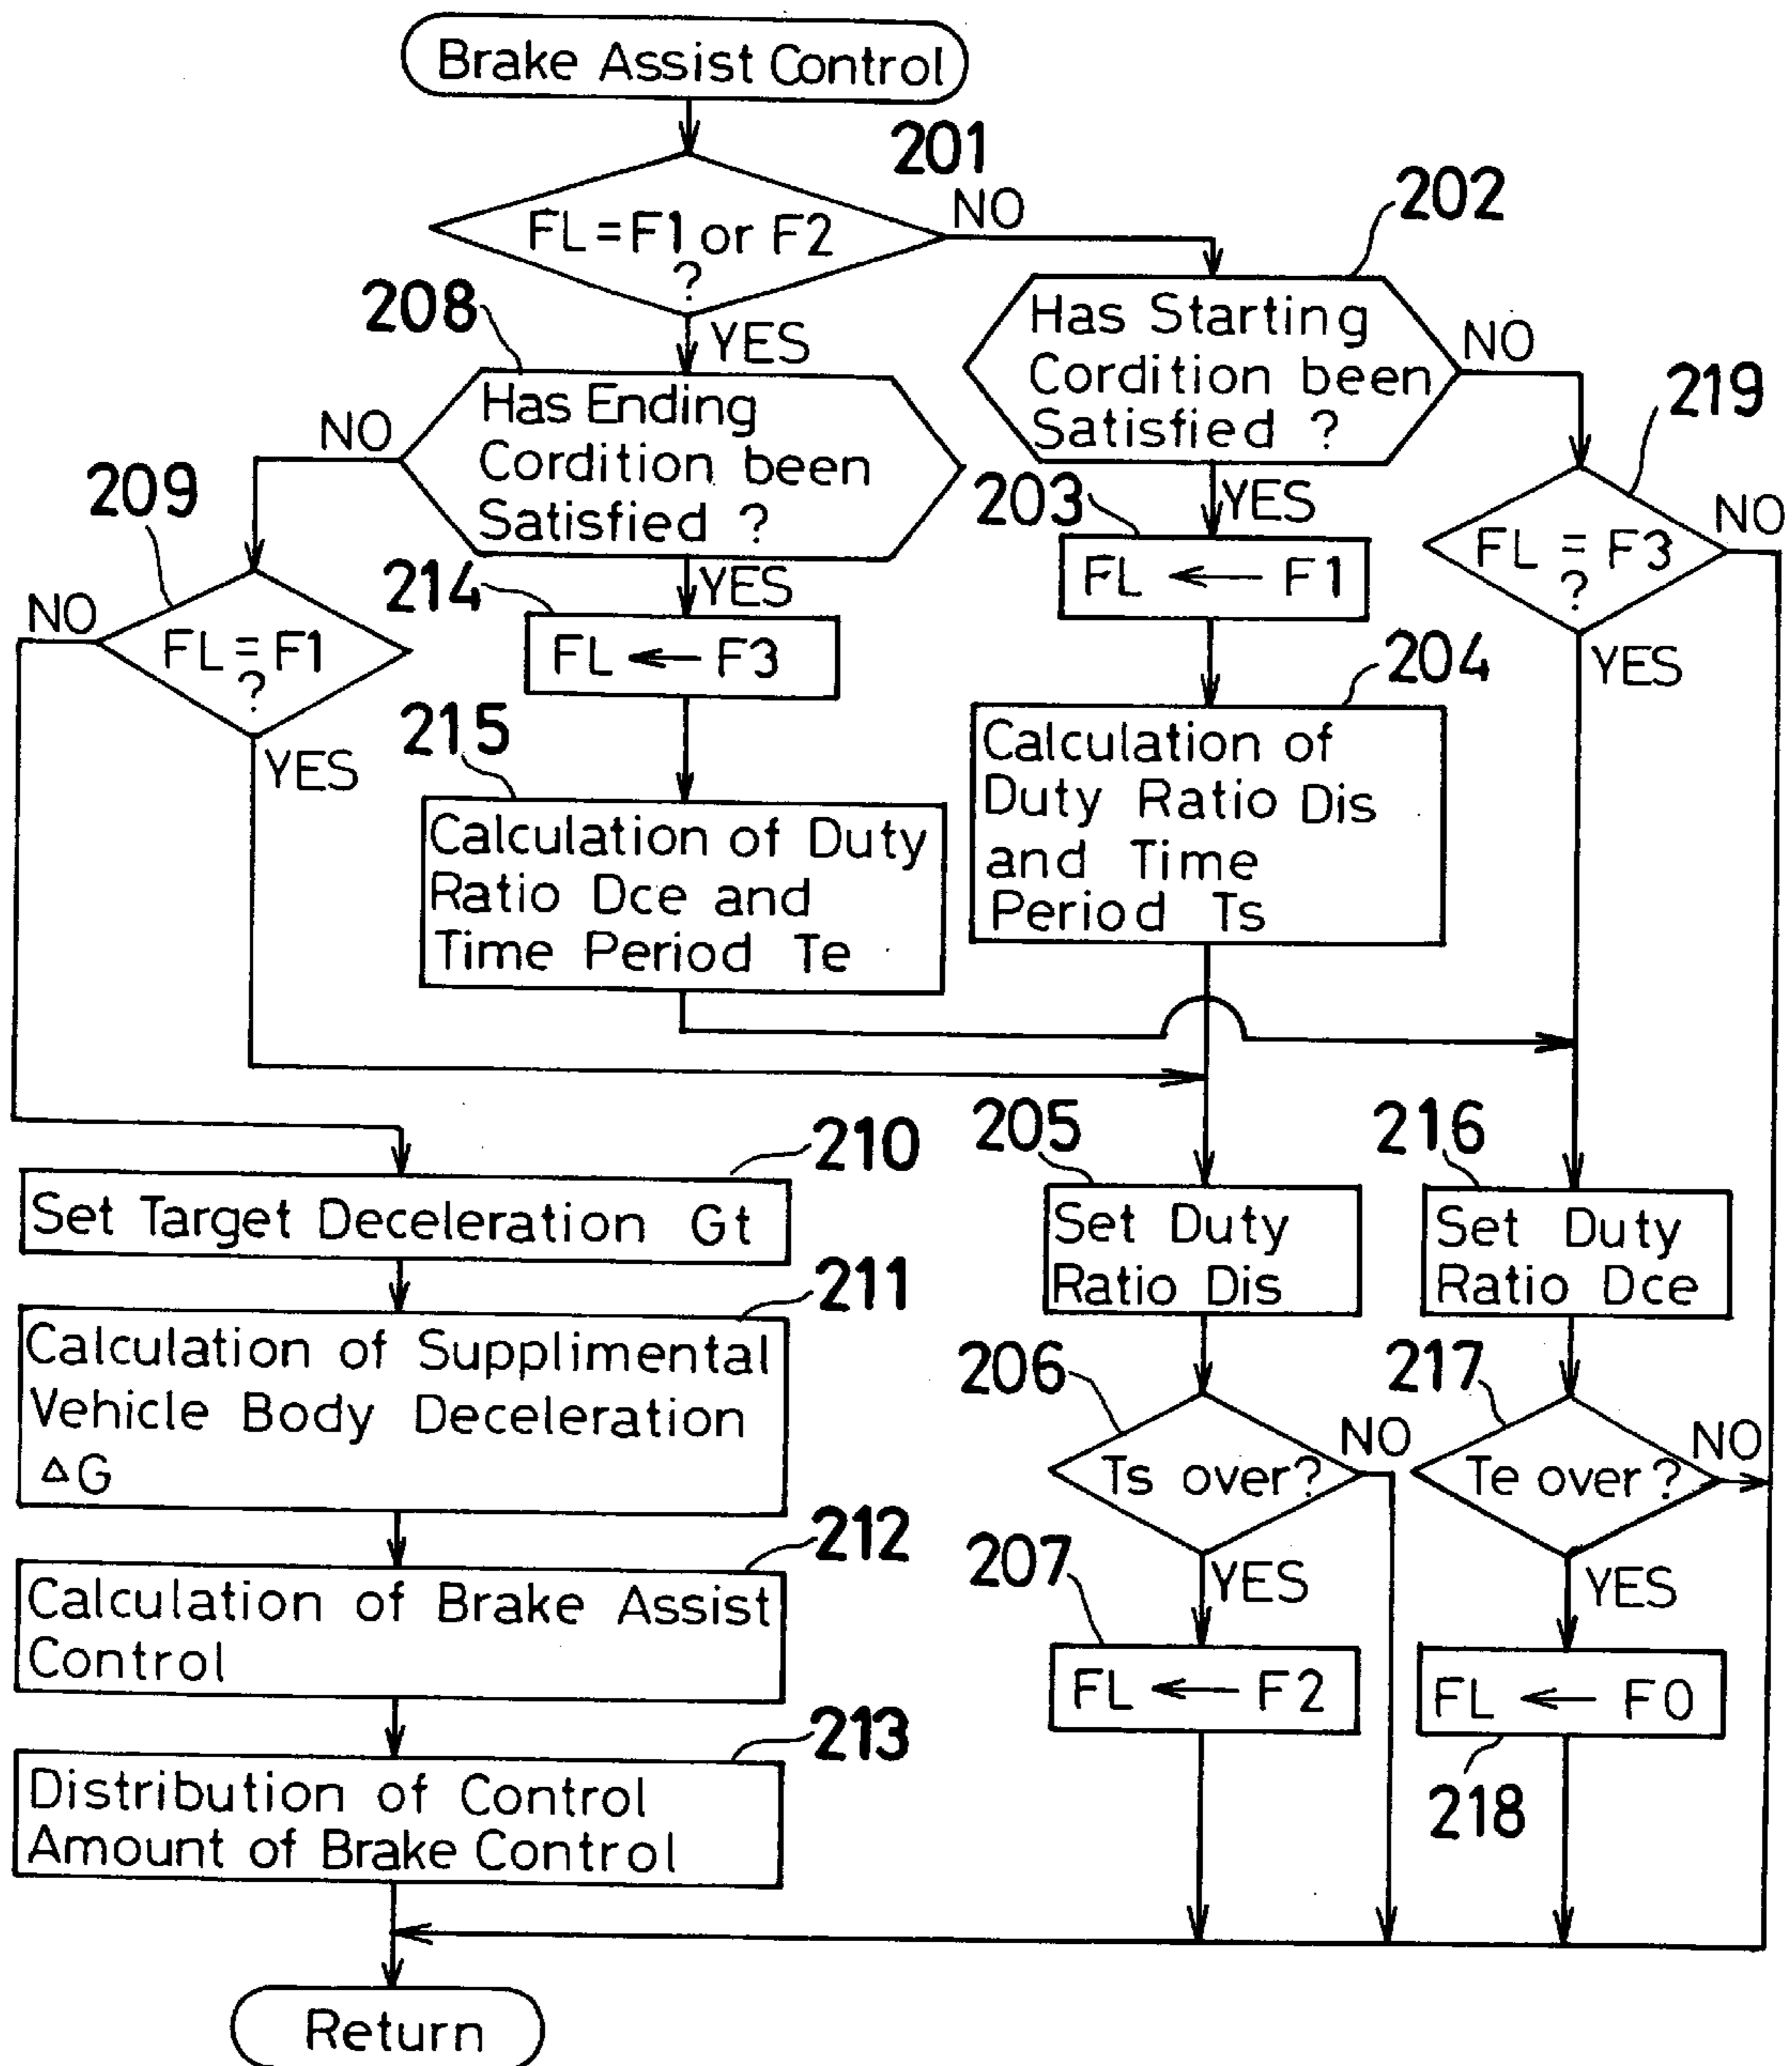 Brake Assist Control
201
FL = F1 or F2
?
NO
YES
202
Has Starting
Cordition been
Satisfied ?
NO
YES
208
Has Ending
Cordition been
Satisfied ?
NO
YES
219
FL = F3
?
NO
YES
203
FL ← F1
209
FL = F1
?
NO
YES
214
FL ← F3
204
Calculation of
Duty Ratio Dis
and Time
Period Ts
215
Calculation of Duty
Ratio Dce and
Time Period Te
210
Set Target Deceleration Gt
211
Calculation of Supplimental
Vehicle Body Deceleration
ΔG
212
Calculation of Brake Assist
Control
213
Distribution of Control
Amount of Brake Control
205
Set Duty
Ratio Dis
206
Ts over?
NO
YES
207
FL ← F2
216
Set Duty
Ratio Dce
217
Te over?
NO
YES
FL ← F0
218
Return